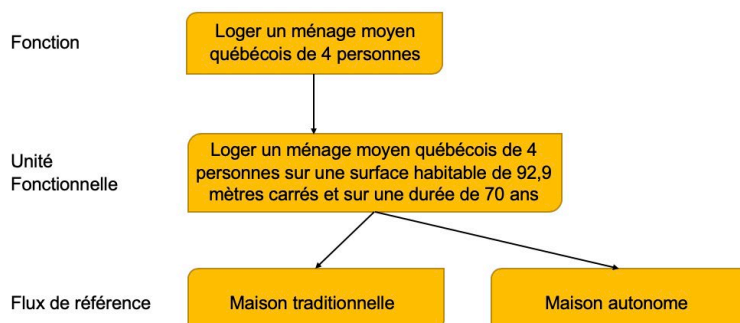 Fonction
Loger un ménage moyen
québécois de 4 personnes
Unité
Fonctionnelle
Loger un ménage moyen québécois de 4
personnes sur une surface habitable de 92,9
mètres carrés et sur une durée de 70 ans
Flux de référence
Maison traditionnelle
Maison autonome